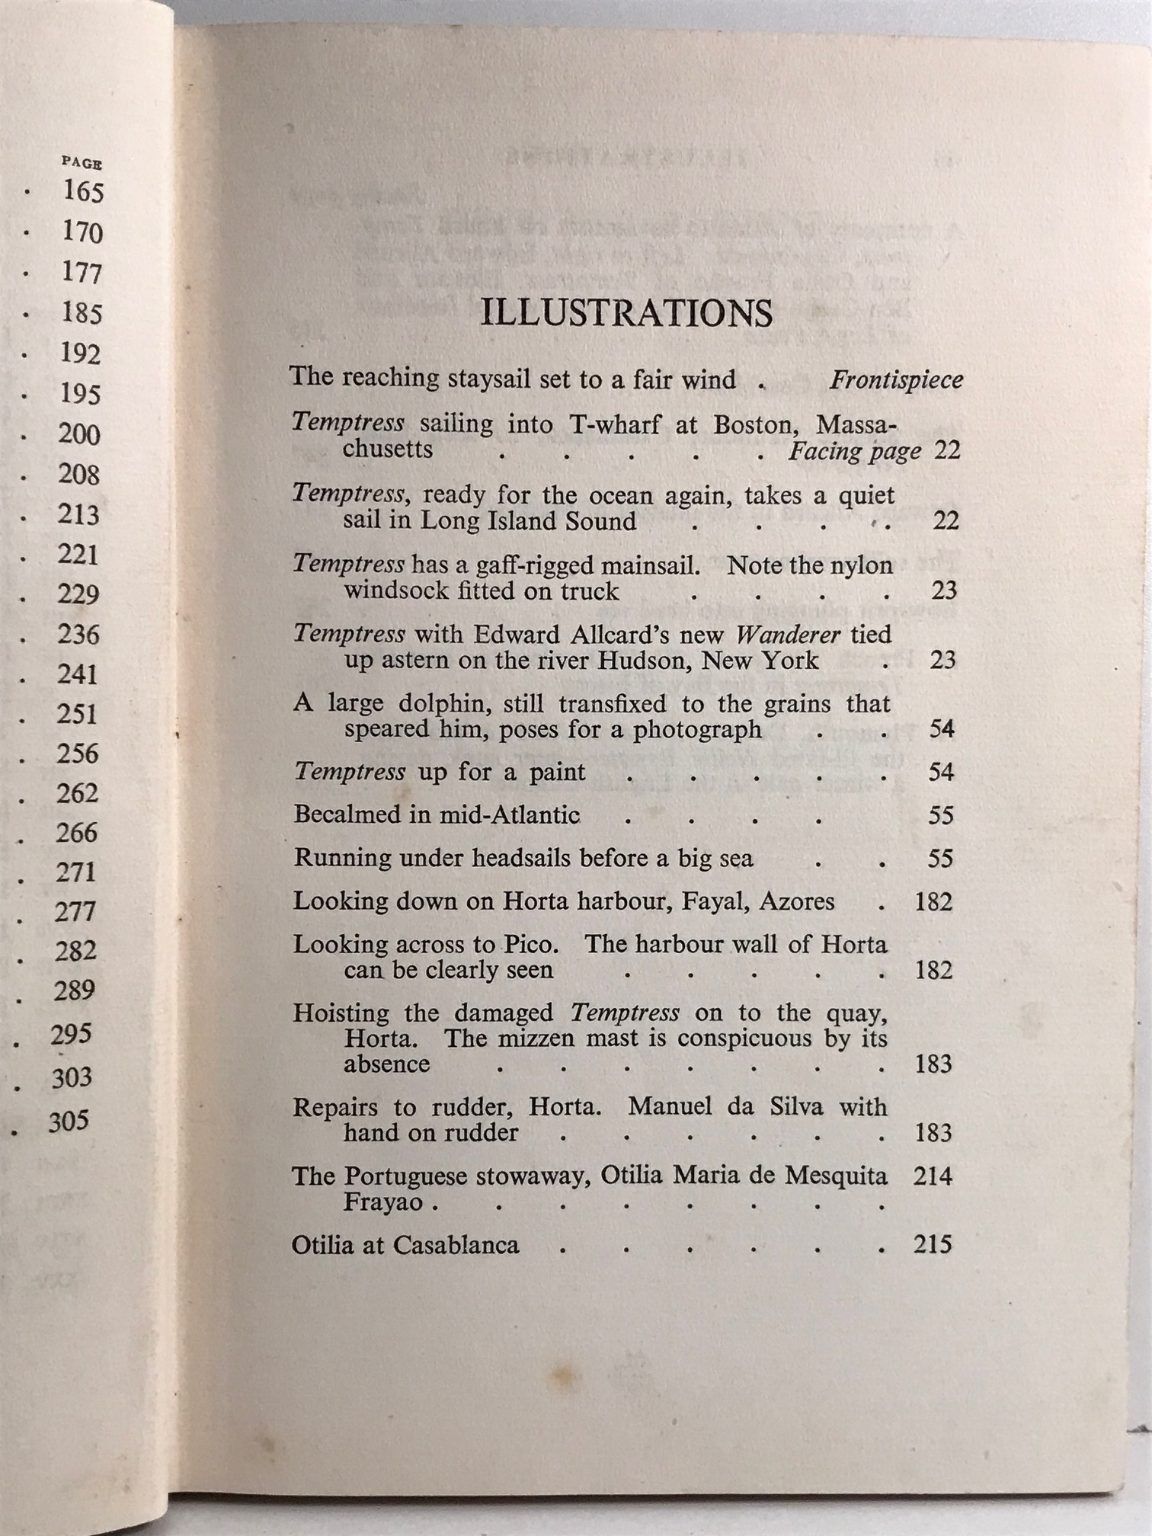 PAGE
. 165
. 170
. 177
. 185
. 192
. 195
. 200
. 208
. 213
. 221
. 229
. 236
. 241
. 251
. 256
. 262
. 266
. 271
. 277
. 282
. 289
. 295
. 303
. 305
ILLUSTRATIONS
The reaching staysail set to a fair wind . Frontispiece
Temptress sailing into T-wharf at Boston, Massa-
chusetts . . . . . Facing page 22
Temptress, ready for the ocean again, takes a quiet
sail in Long Island Sound . . . . 22
Temptress has a gaff-rigged mainsail. Note the nylon
windsock fitted on truck . . . . 23
Temptress with Edward Allcard's new Wanderer tied
up astern on the river Hudson, New York . 23
A large dolphin, still transfixed to the grains that
speared him, poses for a photograph . . 54
Temptress up for a paint . . . . . 54
Becalmed in mid-Atlantic . . . . 55
Running under headsails before a big sea . . 55
Looking down on Horta harbour, Fayal, Azores . 182
Looking across to Pico. The harbour wall of Horta
can be clearly seen . . . . . 182
Hoisting the damaged Temptress on to the quay,
Horta. The mizzen mast is conspicuous by its
absence . . . . . . . 183
Repairs to rudder, Horta. Manuel da Silva with
hand on rudder . . . . . . 183
The Portuguese stowaway, Otilia Maria de Mesquita 214
Frayao . . . . . . . .
Otilia at Casablanca . . . . . . 215